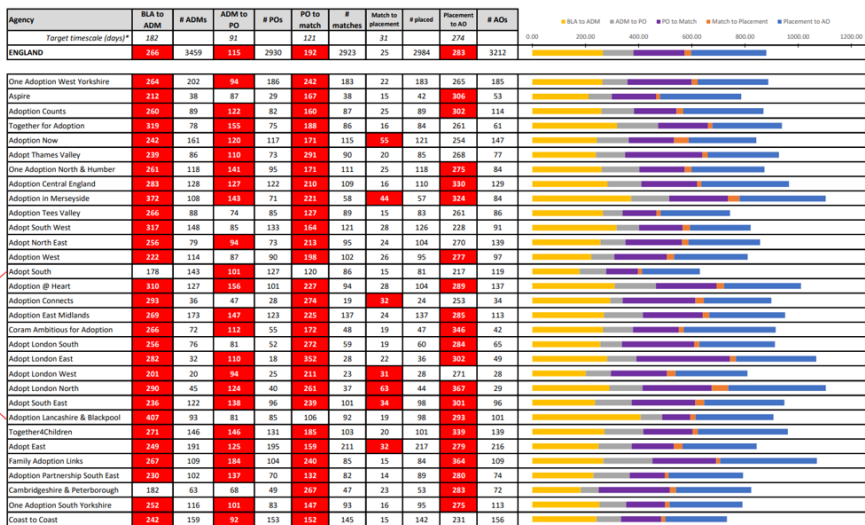 Agency BLA to ADM # ADMs ADM to PO # POs PO to match # matches Match to placement # placed Placement to AO # AOs
BLA to ADM ADM to PO PO to Match Match to Placement Placement to AO
Target timescale (days)* 182 91 121 31 274
0.00 200.00 400.00 600.00 800.00 1000.00 1200.00
ENGLAND 266 3459 115 2930 192 2923 25 2984 283 3212
One Adoption West Yorkshire 264 202 94 186 242 183 22 183 265 185
Aspire 212 38 87 29 167 38 15 42 306 53
Adoption Counts 260 89 122 82 160 87 25 89 302 114
Together for Adoption 319 78 155 75 188 86 16 84 261 61
Adoption Now 242 161 120 117 171 115 55 121 254 147
Adopt Thames Valley 239 86 110 73 291 90 20 85 268 77
One Adoption North & Humber 261 118 141 95 171 111 25 118 275 84
Adoption Central England 283 128 127 122 210 109 16 110 330 129
Adoption in Merseyside 372 108 143 71 221 58 44 57 324 84
Adoption Tees Valley 266 88 74 85 127 89 15 83 261 86
Adopt South West 317 148 85 133 164 121 28 126 228 91
Adopt North East 256 79 94 73 213 95 24 104 270 139
Adoption West 222 114 87 90 198 102 26 95 277 97
Adopt South 178 143 101 127 120 86 15 81 217 119
Adoption @ Heart 310 127 156 101 227 94 28 104 289 137
Adoption Connects 293 36 47 28 274 19 32 24 253 34
Adoption East Midlands 269 173 147 123 225 137 24 137 285 113
Coram Ambitious for Adoption 266 72 112 55 172 48 19 47 346 42
Adopt London South 256 76 81 52 272 59 19 60 284 65
Adopt London East 282 32 110 18 352 28 22 36 302 49
Adopt London West 201 20 94 25 211 23 31 28 271 28
Adopt London North 290 45 124 40 261 37 63 44 367 29
Adopt South East 236 122 138 96 239 101 34 98 301 96
Adoption Lancashire & Blackpool 407 93 81 85 106 92 19 98 293 101
Together4Children 271 146 146 131 185 103 20 101 339 139
Adopt East 249 191 125 195 159 211 32 217 279 216
Family Adoption Links 267 109 184 104 240 85 15 84 364 109
Adoption Partnership South East 230 102 137 70 132 82 14 89 280 74
Cambridgeshire & Peterborough 182 63 68 49 267 47 23 53 283 72
One Adoption South Yorkshire 252 116 101 83 147 93 16 95 275 113
Coast to Coast 242 159 92 153 152 145 15 142 231 156